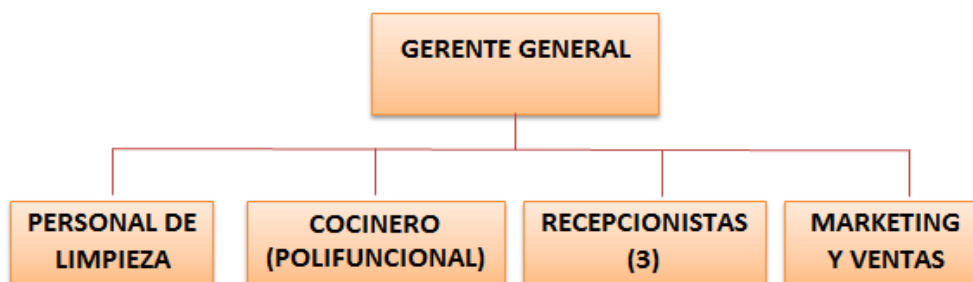 GERENTE GENERAL
PERSONAL DE
LIMPIEZA
COCINERO
(POLIFUNCIONAL)
RECEPCIONISTAS
(3)
MARKETING
Y VENTAS